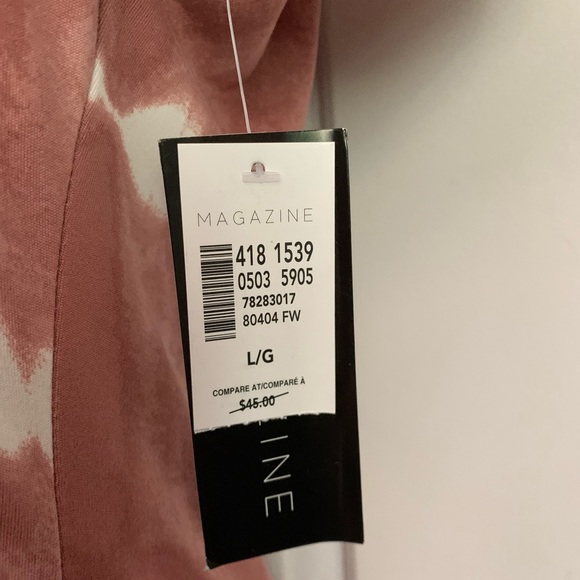 MAGAZINE
418 1539
0503 5905
78283017
80404 FW
L/G
COMPARE AT/COMPARÉ À
$45.00
INE